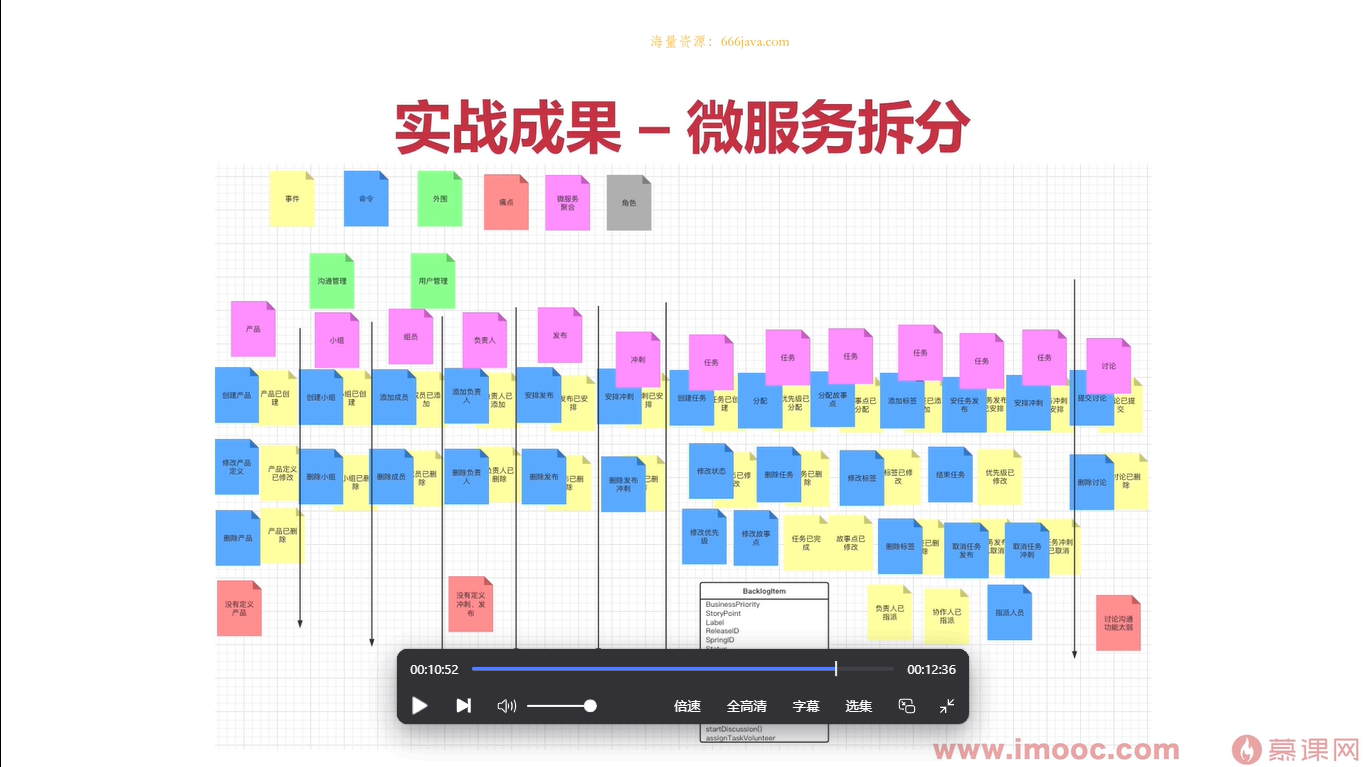 海量资源：666java.com
实战成果 – 微服务拆分
事件
命令
外围
痛点
微服务
聚合
角色
沟通管理
用户管理
产品
小组
组员
负责人
发布
冲刺
任务
任务
任务
任务
任务
任务
讨论
创建产品
产品已创
建
创建小组
组已创
建
添加成员
员已添
加
添加负责
人
责人已
添加
安排发布
发布已安
排
安排冲刺
刺已安
排
创建任务
务已创
建
分配
优先级已
分配
分配故事
点
事点已
分配
添加标签
已添
加
安任务发
布
务发布
已安排
安排冲刺
冲刺
安排
提交讨论
论已提
交
修改产品
定义
产品定义
已修改
删除小组
小组已删
除
删除成员
员已删
除
删除负责
人
责人已
删除
删除发布
已删
除
删除发布
冲刺
已删
除
修改状态
态已修
改
删除任务
务已删
除
修改标签
标签已修
改
结束任务
优先级已
修改
删除讨论
讨论已删
除
删除产品
产品已删
除
修改优先
级
修改故事
点
任务已完
成
故事点已
修改
删除标签
已删
除
取消任务
发布
务发布
取消
取消任务
冲刺
务冲刺
已取消
没有定义
产品
没有定义
冲刺、发
布
BacklogItem
BusinessPriority
StoryPoint
Label
ReleaseID
SpringID
Status
负责人已
指派
协作人已
指派
指派人员
讨论沟通
功能太弱
00:10:52
00:12:36
倍速
全高清
字幕
选集
startDiscussion()
assignTaskVolunteer
www.imooc.com
慕课网